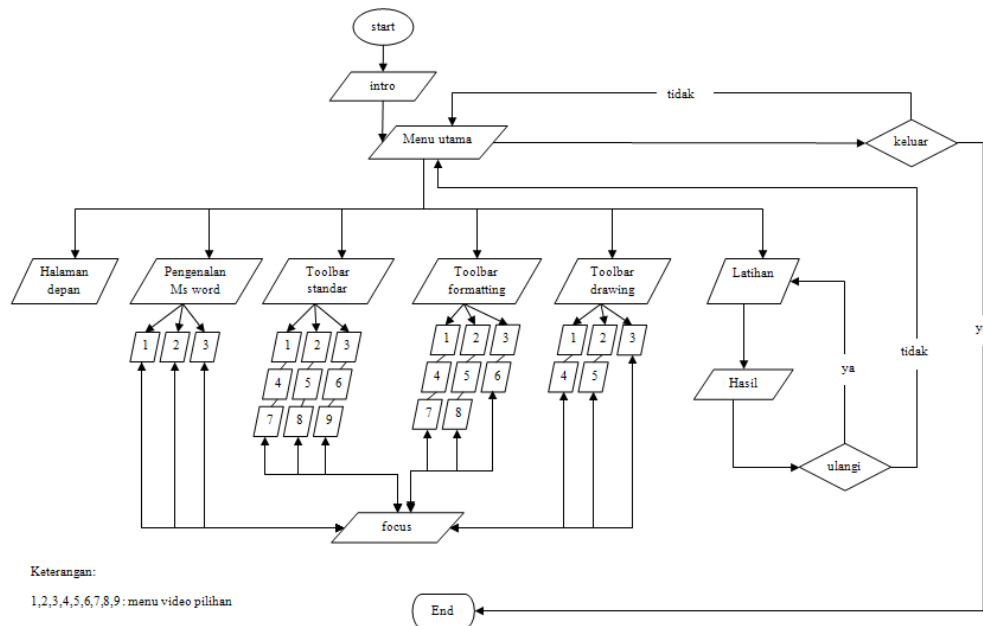 start
intro
tidak
Menu utama
keluar
Halaman
depan
Pengenalan
Ms word
Toolbar
standar
Toolbar
formatting
Toolbar
drawing
Latihan
y
1 2 3
1 2 3
4 5 6
7 8 9
1 2 3
4 5 6
7 8
1 2 3
4 5
tidak
ya
Hasil
ulangi
focus
Keterangan:
1,2,3,4,5,6,7,8,9 : menu video pilihan
End